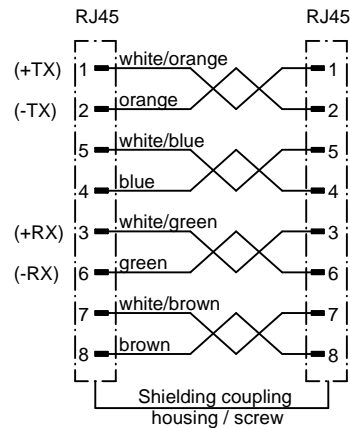 RJ45 RJ45
(+TX) 1 white/orange 1
(-TX) 2 orange 2
5 white/blue 5
4 blue 4
(+RX) 3 white/green 3
(-RX) 6 green 6
7 white/brown 7
8 brown 8
Shielding coupling
housing / screw